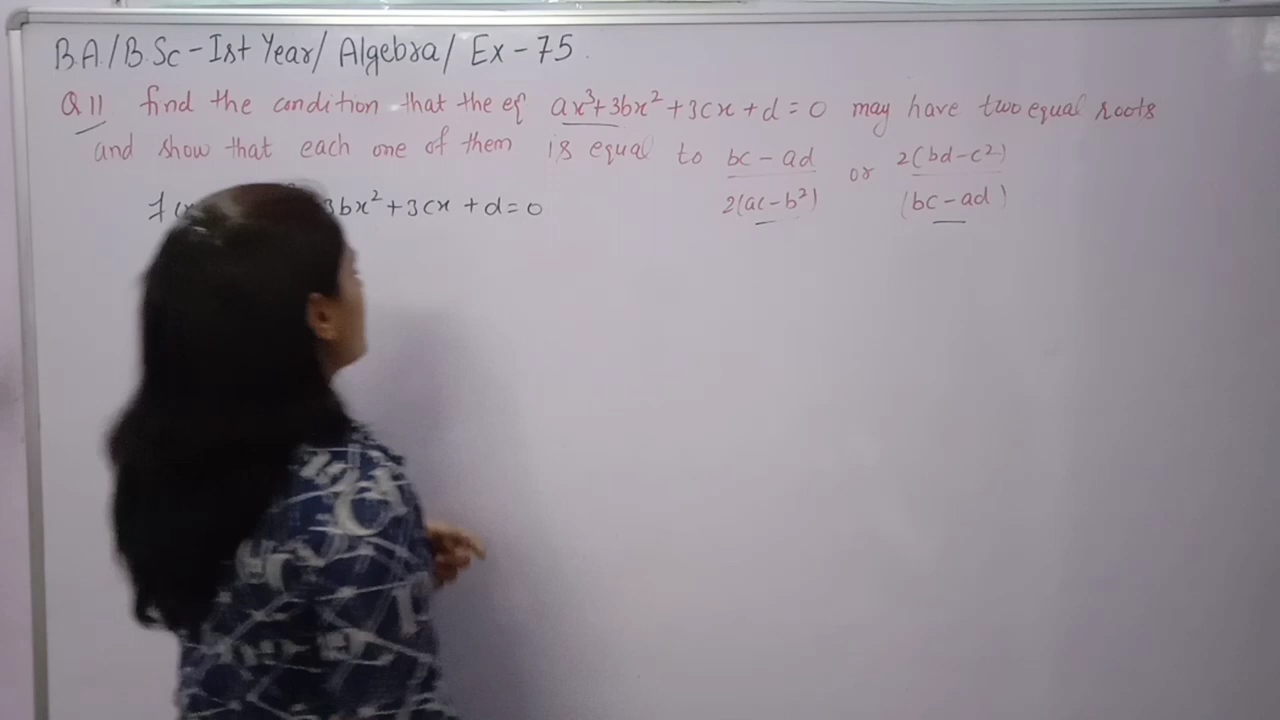 B.A./B.Sc - Ist Year/ Algebra/ Ex - 75.
Q 11 find the condition that the eq ax³+3bx²+3cx+d=0 may have two equal roots
and show that each one of them is equal to (bc-ad)/(2(ac-b²)) or (2(bd-c²))/((bc-ad))
3bx²+3cx+d=0